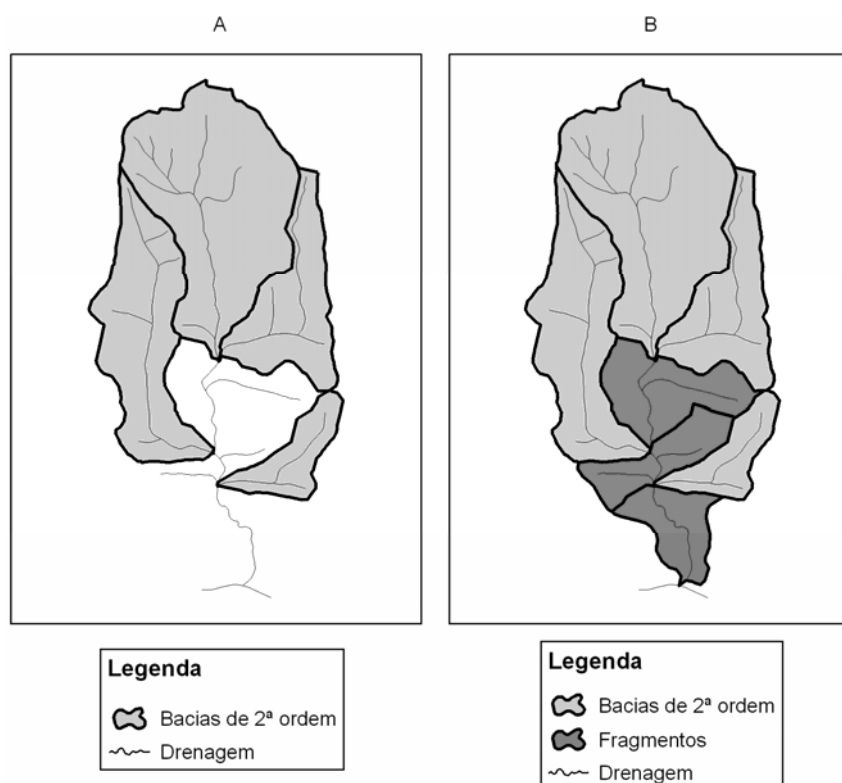 A
B
Legenda
Bacias de 2ª ordem
Drenagem
Legenda
Bacias de 2ª ordem
Fragmentos
Drenagem